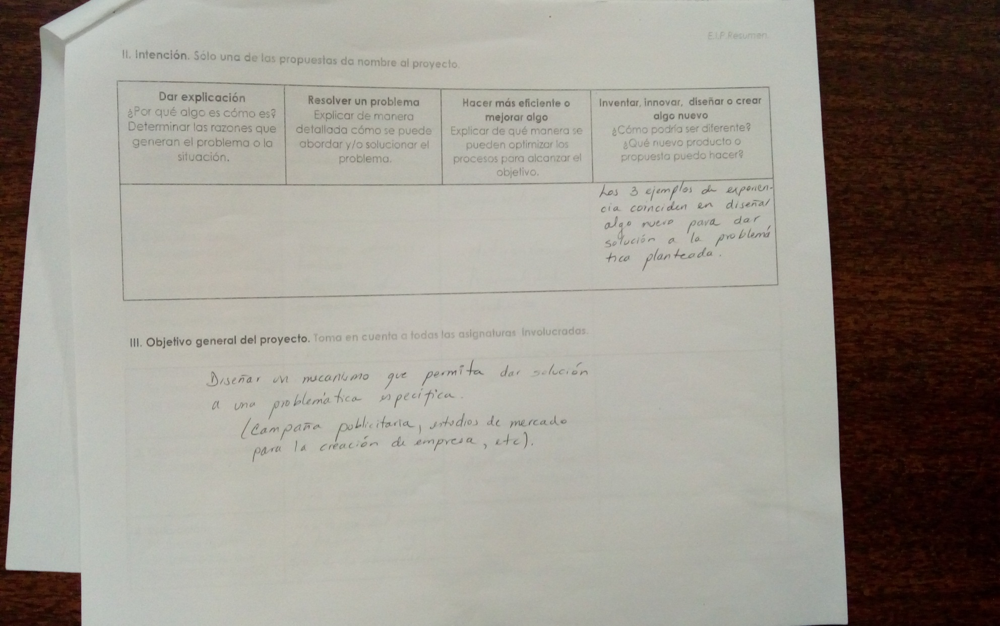 E.I.P. Resumen.
II. Intención. Sólo una de las propuestas da nombre al proyecto.
Dar explicación
¿Por qué algo es cómo es?
Determinar las razones que
generan el problema o la
situación.
Resolver un problema
Explicar de manera
detallada cómo se puede
abordar y/o solucionar el
problema.
Hacer más eficiente o
mejorar algo
Explicar de qué manera se
pueden optimizar los
procesos para alcanzar el
objetivo.
Inventar, innovar, diseñar o crear
algo nuevo
¿Cómo podría ser diferente?
¿Qué nuevo producto o
propuesta puedo hacer?
Los 3 ejemplos de experien-
cia coinciden en diseñar
algo nuevo para dar
solución a la problemá
tica planteada.
III. Objetivo general del proyecto. Toma en cuenta a todas las asignaturas involucradas.
Diseñar un mecanismo que permita dar solución
a una problemática específica.
(Campaña publicitaria, estudios de mercado
para la creación de empresa, etc).